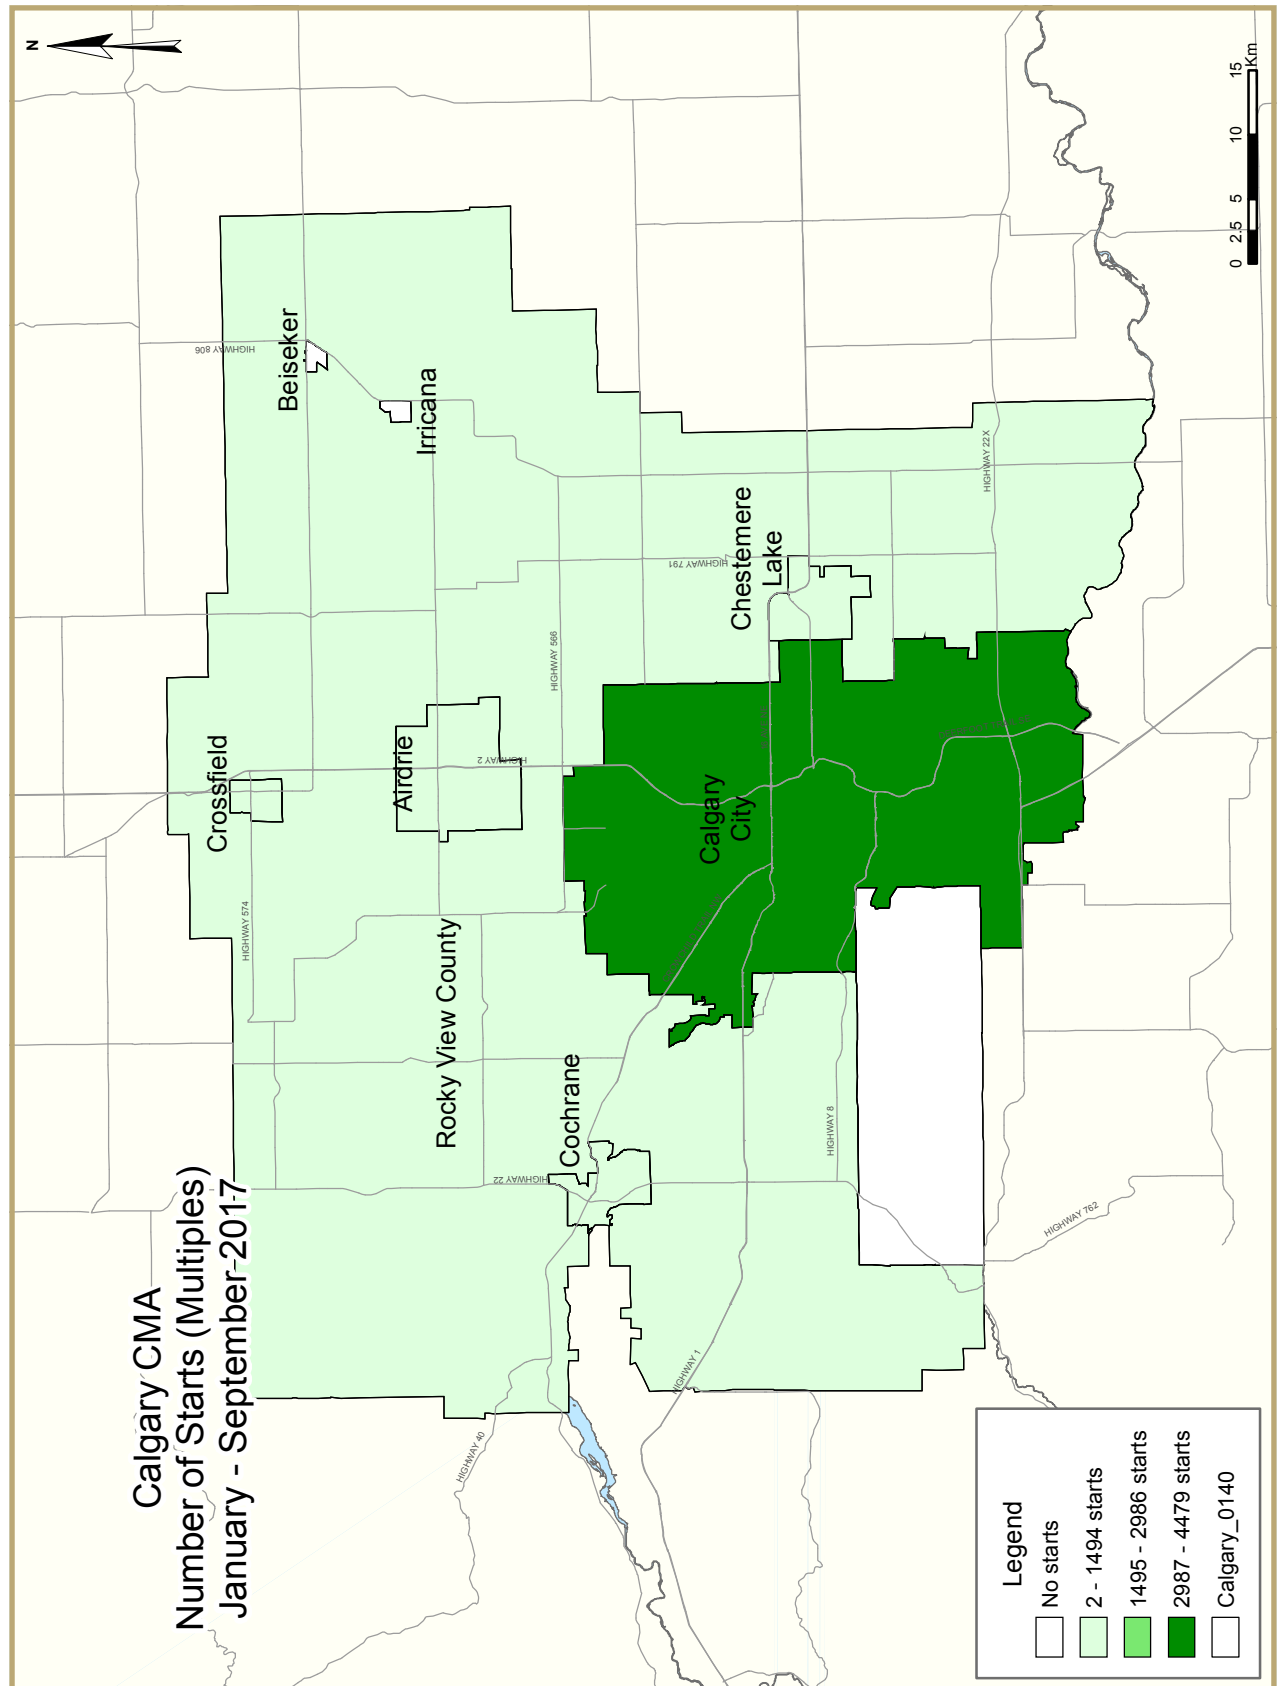 Calgary CMA
Number of Starts (Multiples)
January - September 2017
N
Beiseker
Irricana
Crossfield
Airdrie
Chestemere
Lake
Calgary
City
Rocky View County
Cochrane
HIGHWAY 806
HIGHWAY 574
HIGHWAY 2
HIGHWAY 566
HIGHWAY 791
HIGHWAY 22X
HIGHWAY 22
HIGHWAY 8
HIGHWAY 1
HIGHWAY 40
HIGHWAY 762
Legend
No starts
2 - 1494 starts
1495 - 2986 starts
2987 - 4479 starts
Calgary_0140
0 2.5 5 10 15
Km